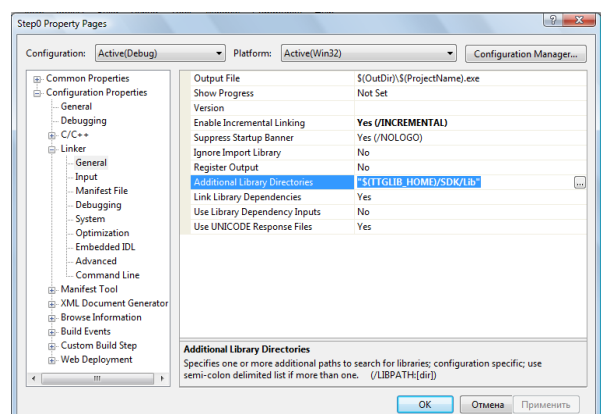 Step0 Property Pages
Configuration: Active(Debug) Platform: Active(Win32) Configuration Manager...
Common Properties
Configuration Properties
General
Debugging
C/C++
Linker
General
Input
Manifest File
Debugging
System
Optimization
Embedded IDL
Advanced
Command Line
Manifest Tool
XML Document Generator
Browse Information
Build Events
Custom Build Step
Web Deployment
Output File $(OutDir)\$(ProjectName).exe
Show Progress Not Set
Version
Enable Incremental Linking Yes (/INCREMENTAL)
Suppress Startup Banner Yes (/NOLOGO)
Ignore Import Library No
Register Output No
Additional Library Directories "$(TTGLIB_HOME)/SDK/Lib" ...
Link Library Dependencies Yes
Use Library Dependency Inputs No
Use UNICODE Response Files Yes
Additional Library Directories
Specifies one or more additional paths to search for libraries; configuration specific; use
semi-colon delimited list if more than one. (/LIBPATH:[dir])
OK Отмена Применить